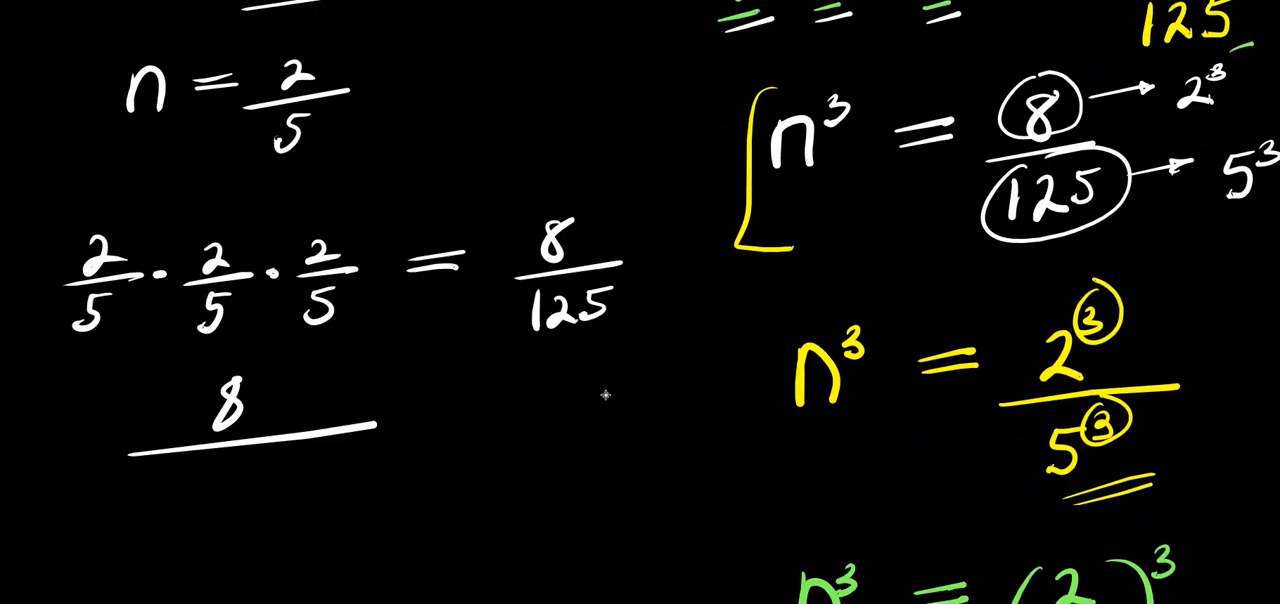 n = 2/5
2/5 · 2/5 · 2/5 = 8/125
8
125
n³ = 8/125
→ 2³
→ 5³
n³ = 2³/5³
n³ = (2)³